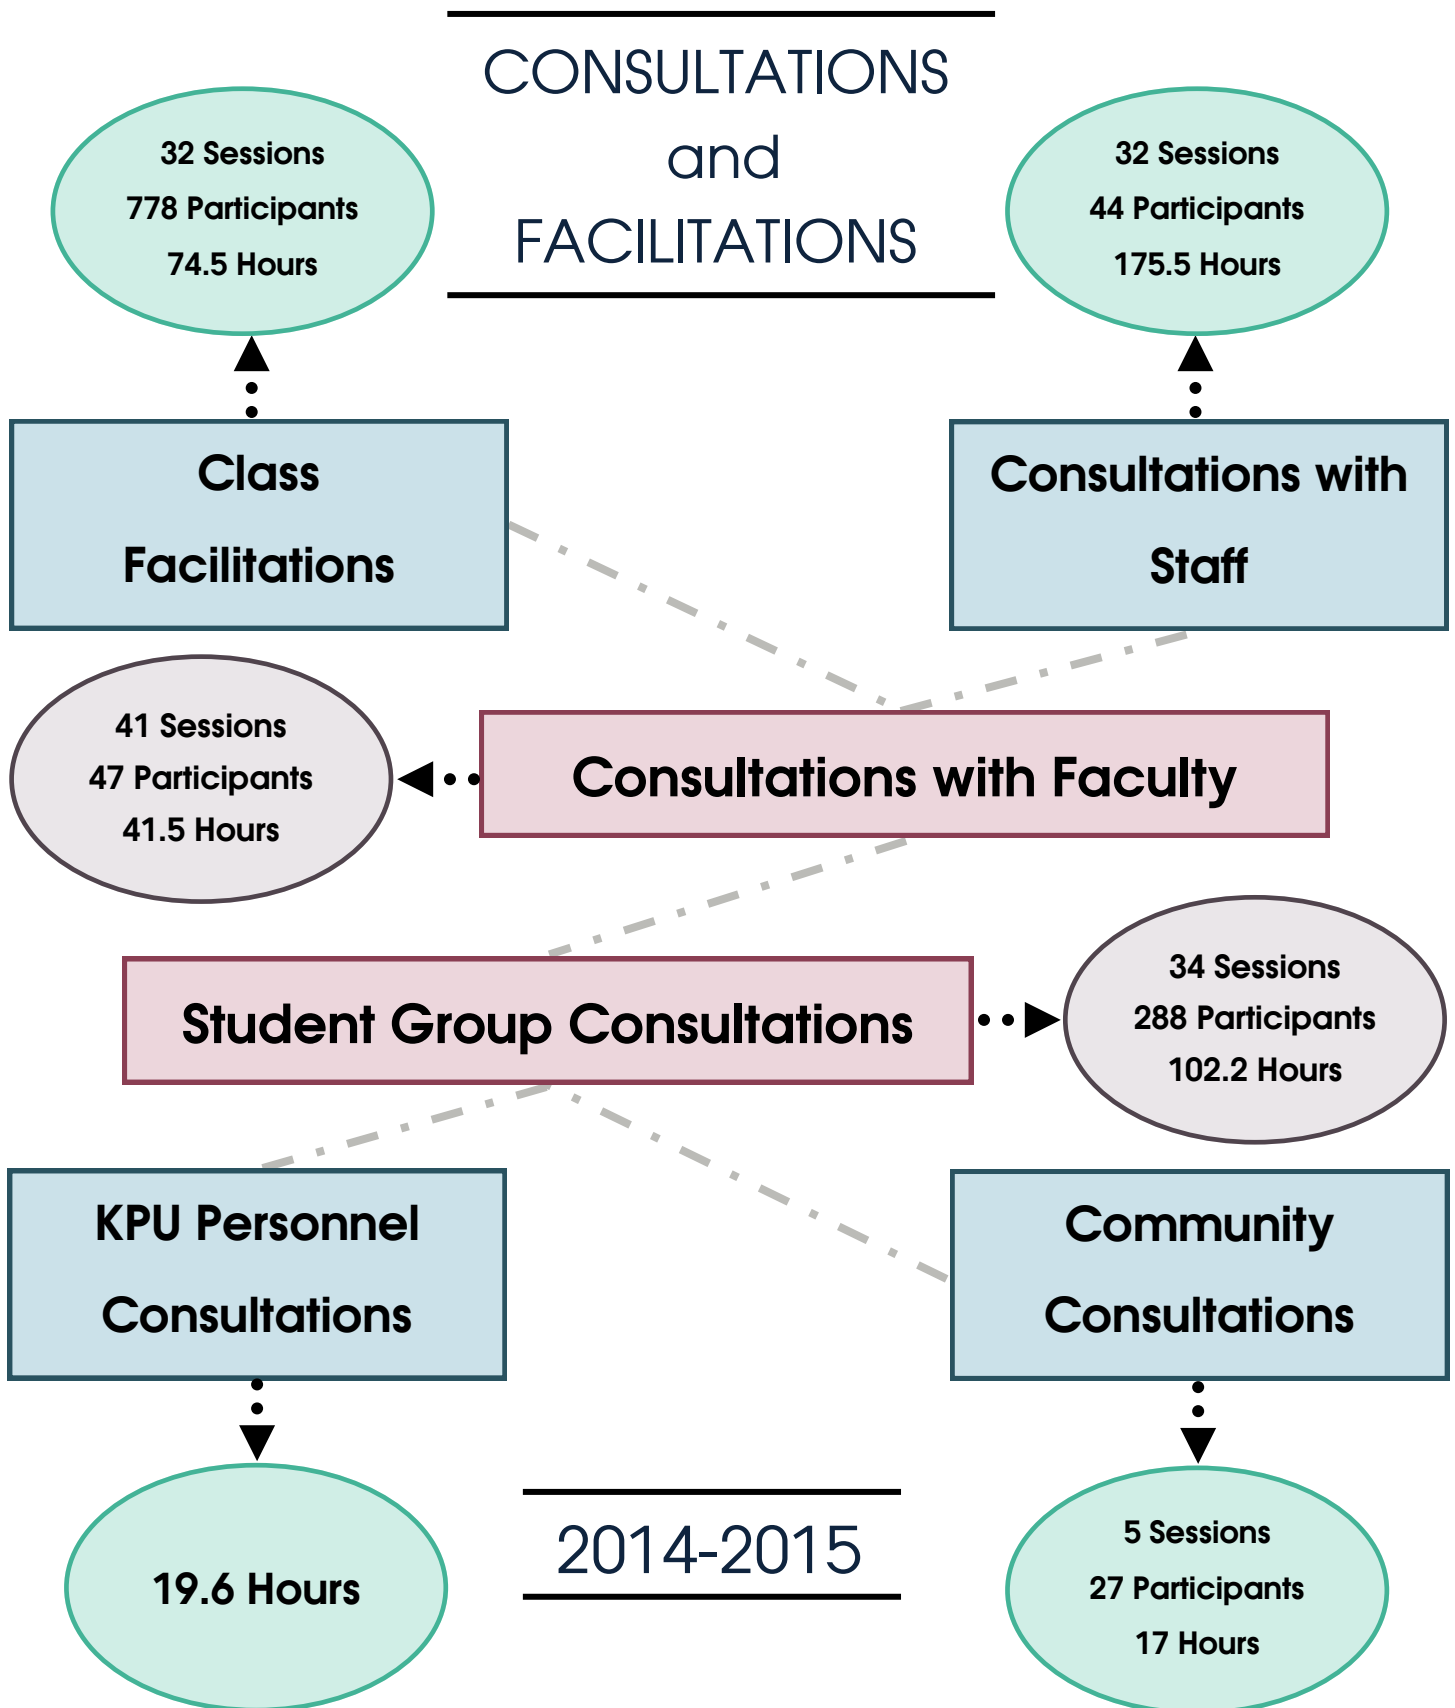 CONSULTATIONS
and
FACILITATIONS
32 Sessions
778 Participants
74.5 Hours
32 Sessions
44 Participants
175.5 Hours
Class
Facilitations
Consultations with
Staff
41 Sessions
47 Participants
41.5 Hours
Consultations with Faculty
Student Group Consultations
34 Sessions
288 Participants
102.2 Hours
KPU Personnel
Consultations
Community
Consultations
19.6 Hours
2014-2015
5 Sessions
27 Participants
17 Hours